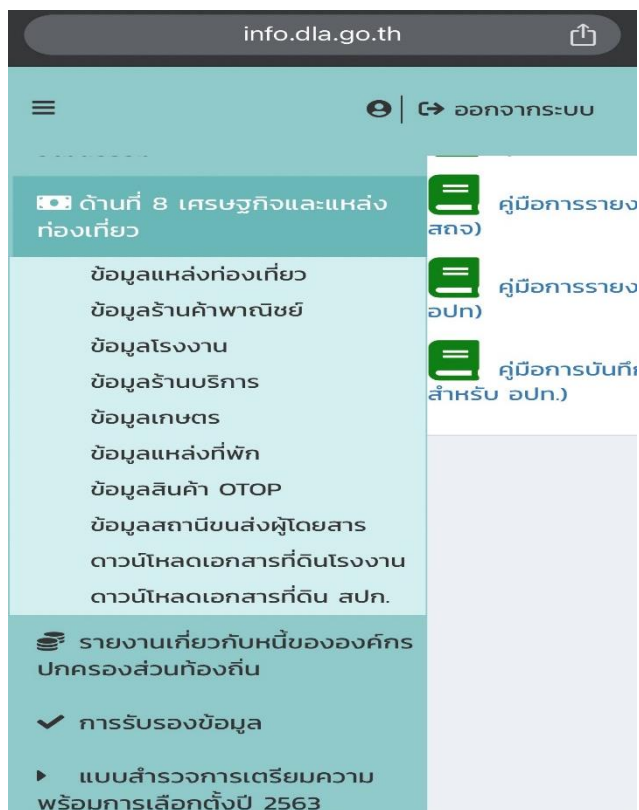 info.dla.go.th
ออกจากระบบ
ด้านที่ 8 เศรษฐกิจและแหล่ง
ท่องเที่ยว
ข้อมูลแหล่งท่องเที่ยว
ข้อมูลร้านค้าพาณิชย์
ข้อมูลโรงงาน
ข้อมูลร้านบริการ
ข้อมูลเกษตร
ข้อมูลแหล่งที่พัก
ข้อมูลสินค้า OTOP
ข้อมูลสถานีขนส่งผู้โดยสาร
ดาวน์โหลดเอกสารที่ดินโรงงาน
ดาวน์โหลดเอกสารที่ดิน สปก.
รายงานเกี่ยวกับหนี้ขององค์กร
ปกครองส่วนท้องถิ่น
การรับรองข้อมูล
แบบสำรวจการเตรียมความ
พร้อมการเลือกตั้งปี 2563
คู่มือการรายง
สถจ)
คู่มือการรายง
อปท)
คู่มือการบันทึก
สำหรับ อปท.)